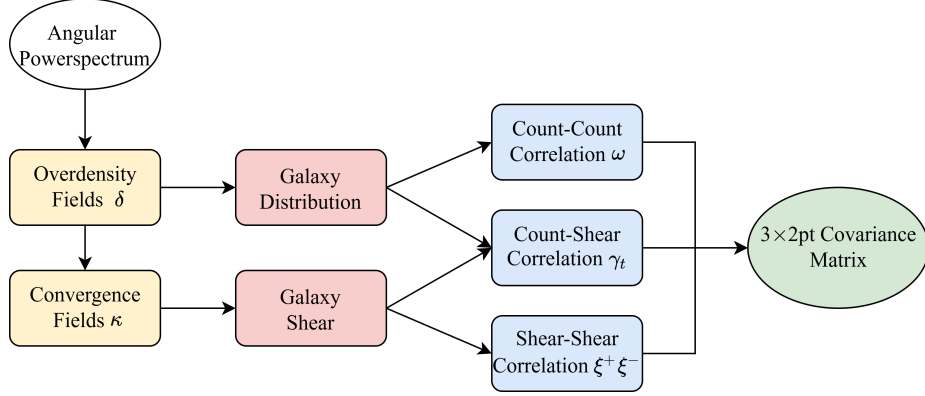 Angular
Powerspectrum
Overdensity
Fields δ
Galaxy
Distribution
Convergence
Fields κ
Galaxy
Shear
Count-Count
Correlation ω
Count-Shear
Correlation γₜ
Shear-Shear
Correlation ξ⁺ ξ⁻
3×2pt Covariance
Matrix